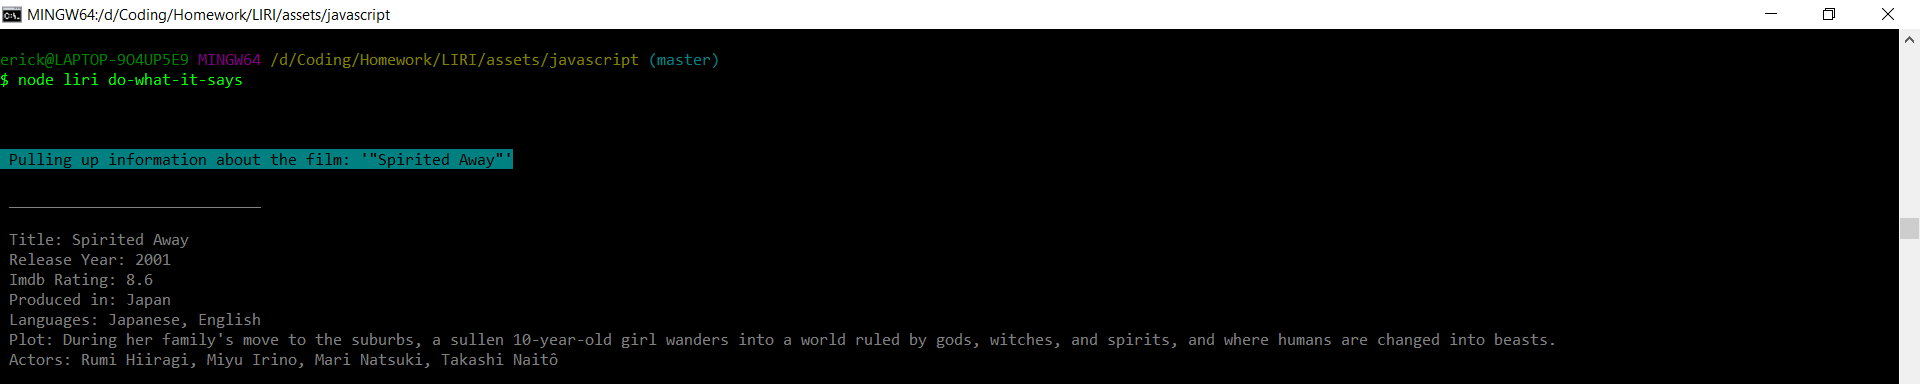 MINGW64:/d/Coding/Homework/LIRI/assets/javascript
erick@LAPTOP-9O4UP5E9 MINGW64 /d/Coding/Homework/LIRI/assets/javascript (master)
$ node liri do-what-it-says
Pulling up information about the film: '"Spirited Away"'
____________________________
Title: Spirited Away
Release Year: 2001
Imdb Rating: 8.6
Produced in: Japan
Languages: Japanese, English
Plot: During her family's move to the suburbs, a sullen 10-year-old girl wanders into a world ruled by gods, witches, and spirits, and where humans are changed into beasts.
Actors: Rumi Hiiragi, Miyu Irino, Mari Natsuki, Takashi Naitô